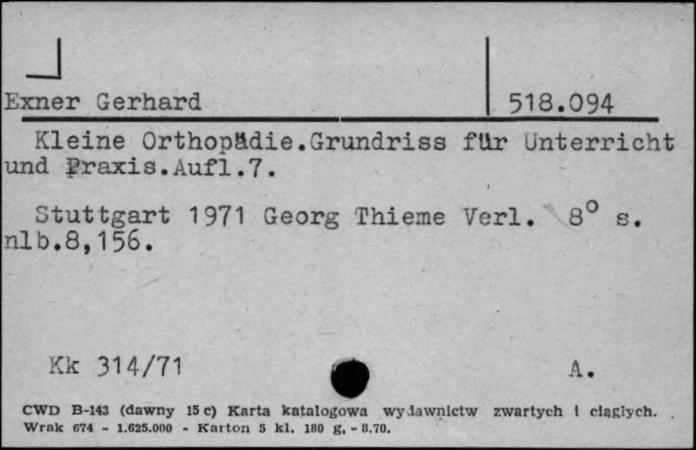 Exner Gerhard 518.094
Kleine Orthopädie.Grundriss für Unterricht
und Praxis.Aufl.7.
Stuttgart 1971 Georg Thieme Verl. 8° s.
nlb.8,156.
Kk 314/71 A.
CWD B-143 (dawny 15 c) Karta katalogowa wydawnictw zwartych i ciągłych.
Wrak 674 - 1.625.000 - Karton 5 kl. 180 g. - 8.70.